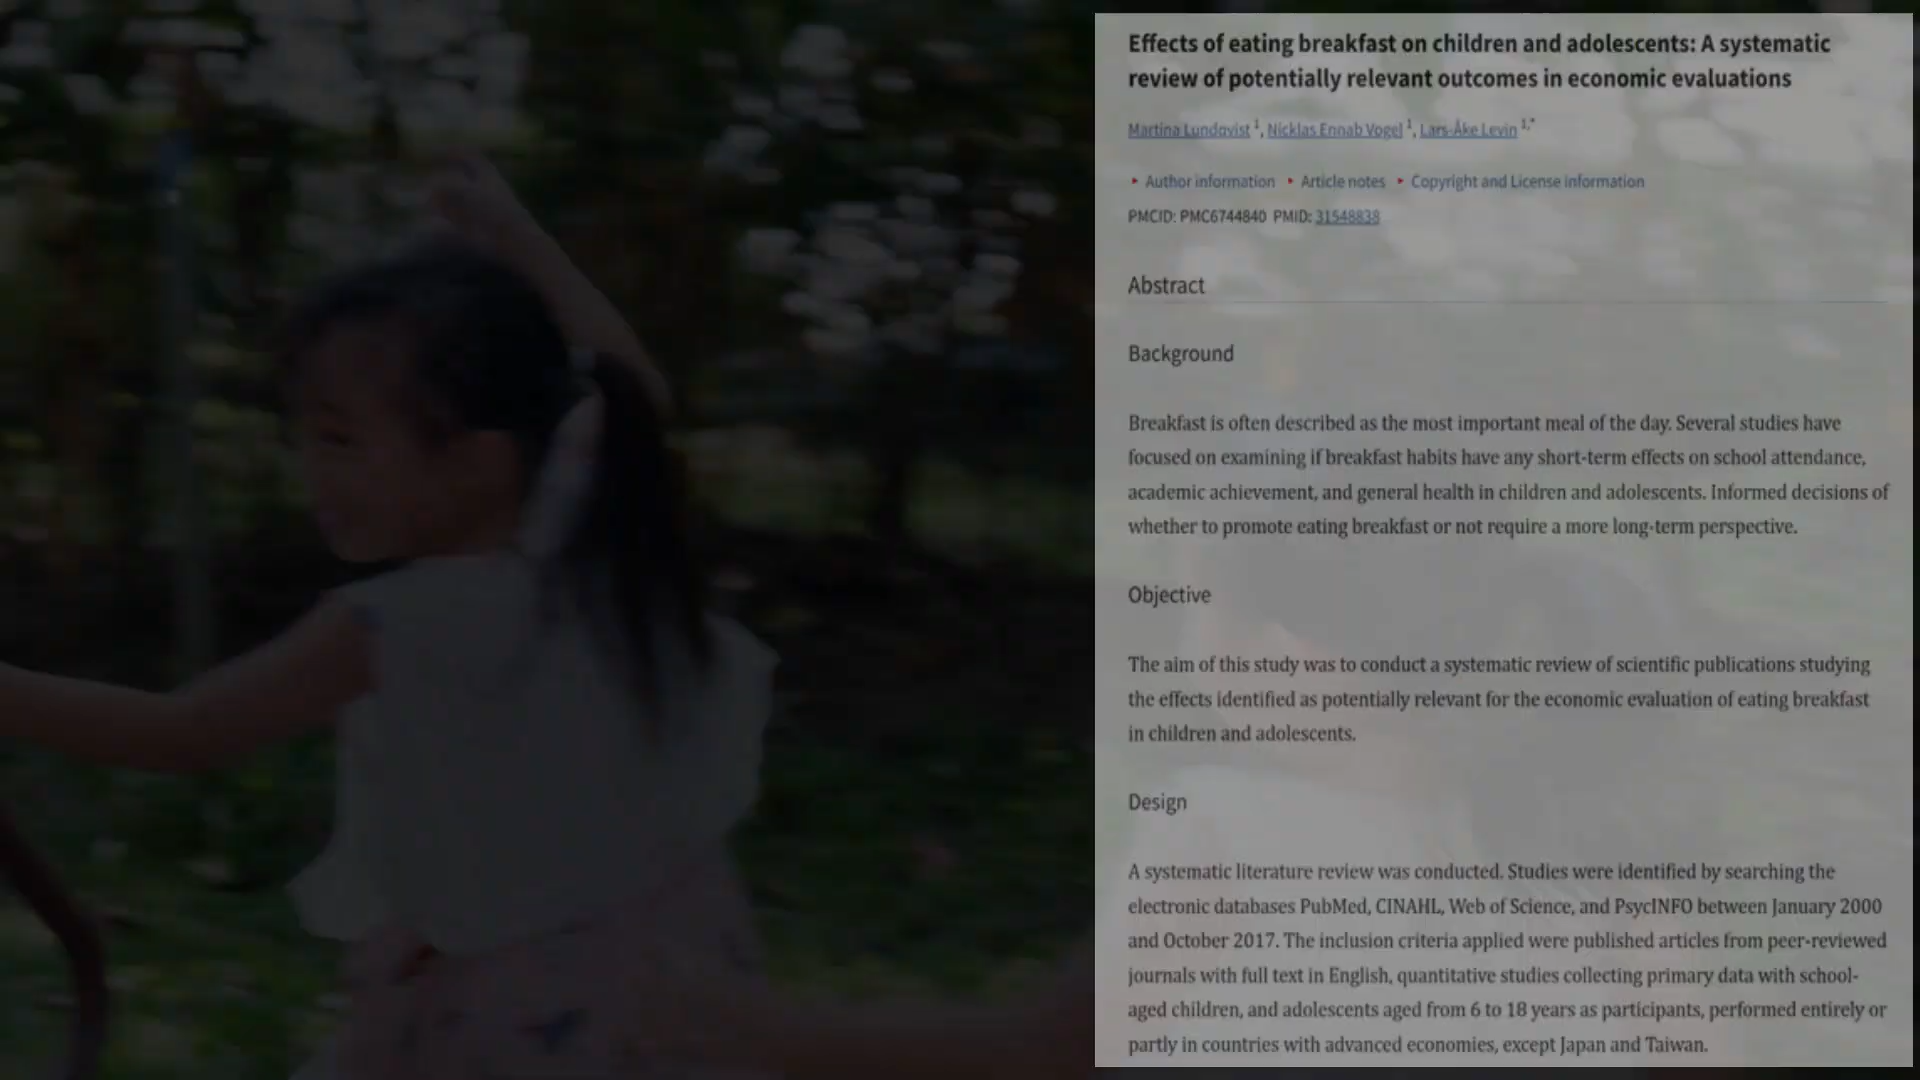 Effects of eating breakfast on children and adolescents: A systematic
review of potentially relevant outcomes in economic evaluations
Martina Lundqvist 1, Nicklas Ennab Vogel 1, Lars-Åke Levin 1,*
‣ Author information ‣ Article notes ‣ Copyright and License information
PMCID: PMC6744840 PMID: 31548838
Abstract
Background
Breakfast is often described as the most important meal of the day. Several studies have
focused on examining if breakfast habits have any short-term effects on school attendance,
academic achievement, and general health in children and adolescents. Informed decisions of
whether to promote eating breakfast or not require a more long-term perspective.
Objective
The aim of this study was to conduct a systematic review of scientific publications studying
the effects identified as potentially relevant for the economic evaluation of eating breakfast
in children and adolescents.
Design
A systematic literature review was conducted. Studies were identified by searching the
electronic databases PubMed, CINAHL, Web of Science, and PsycINFO between January 2000
and October 2017. The inclusion criteria applied were published articles from peer-reviewed
journals with full text in English, quantitative studies collecting primary data with school-
aged children, and adolescents aged from 6 to 18 years as participants, performed entirely or
partly in countries with advanced economies, except Japan and Taiwan.